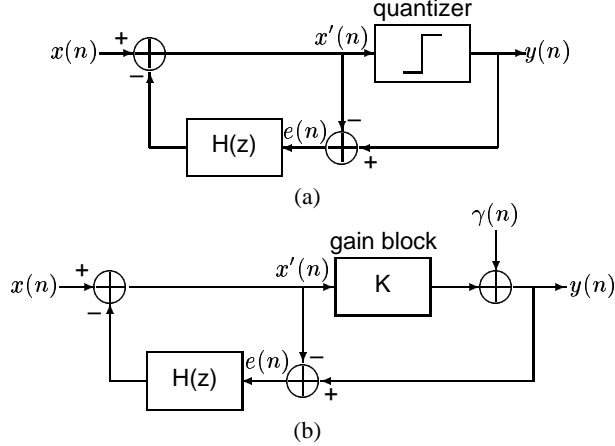 quantizer
x(n) + − x′(n) y(n)
H(z) e(n) − +
(a)
γ(n)
gain block
x(n) + − x′(n) K y(n)
H(z) e(n) − +
(b)